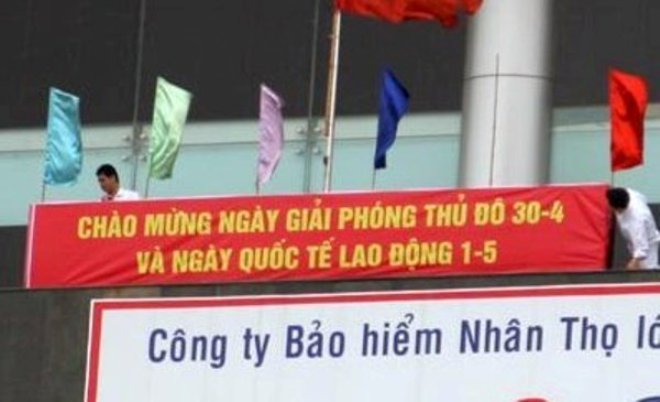 CHÀO MỪNG NGÀY GIẢI PHÓNG THỦ ĐÔ 30-4
VÀ NGÀY QUỐC TẾ LAO ĐỘNG 1-5
Công ty Bảo hiểm Nhân Thọ lớ